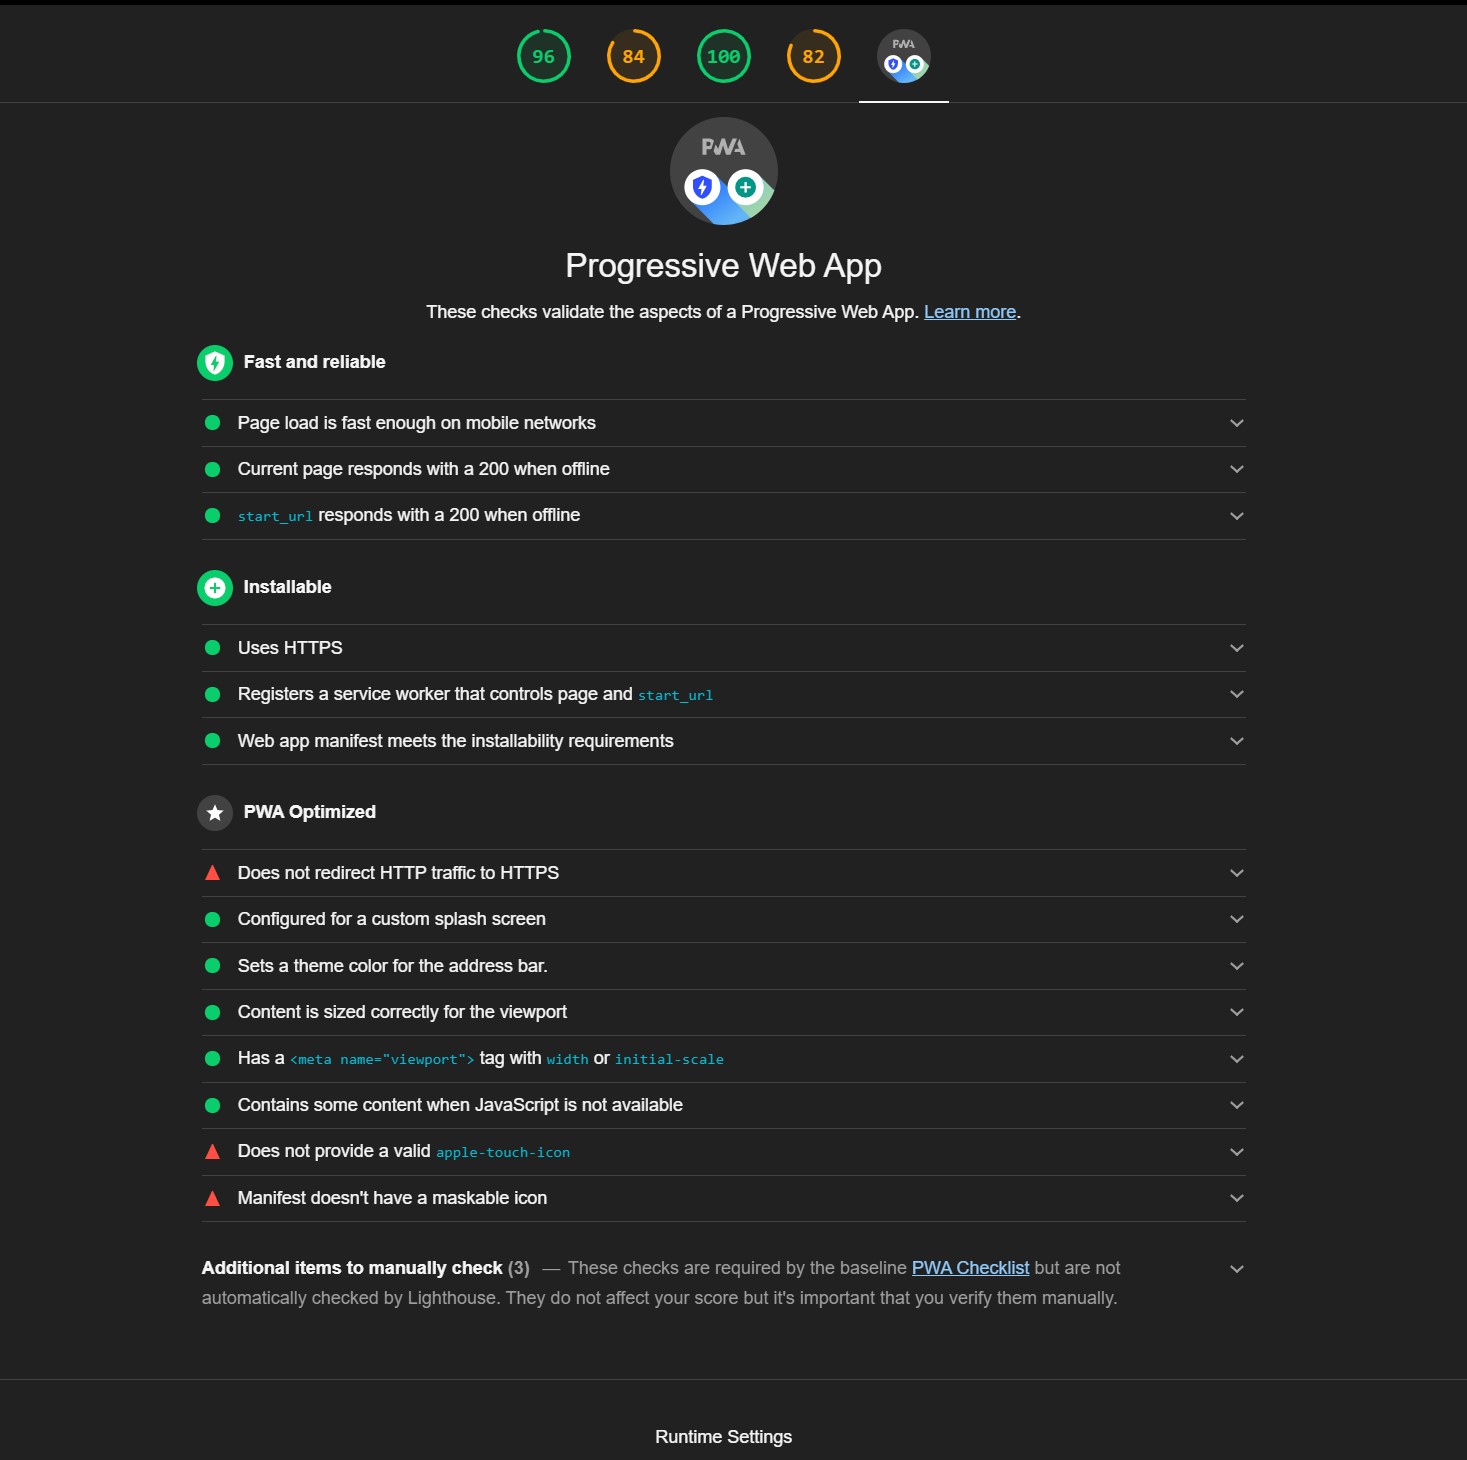 96 84 100 82 PWA
PWA
Progressive Web App
These checks validate the aspects of a Progressive Web App. Learn more.
Fast and reliable
Page load is fast enough on mobile networks
Current page responds with a 200 when offline
start_url responds with a 200 when offline
Installable
Uses HTTPS
Registers a service worker that controls page and start_url
Web app manifest meets the installability requirements
PWA Optimized
Does not redirect HTTP traffic to HTTPS
Configured for a custom splash screen
Sets a theme color for the address bar.
Content is sized correctly for the viewport
Has a <meta name="viewport"> tag with width or initial-scale
Contains some content when JavaScript is not available
Does not provide a valid apple-touch-icon
Manifest doesn't have a maskable icon
Additional items to manually check (3) — These checks are required by the baseline PWA Checklist but are not
automatically checked by Lighthouse. They do not affect your score but it's important that you verify them manually.
Runtime Settings